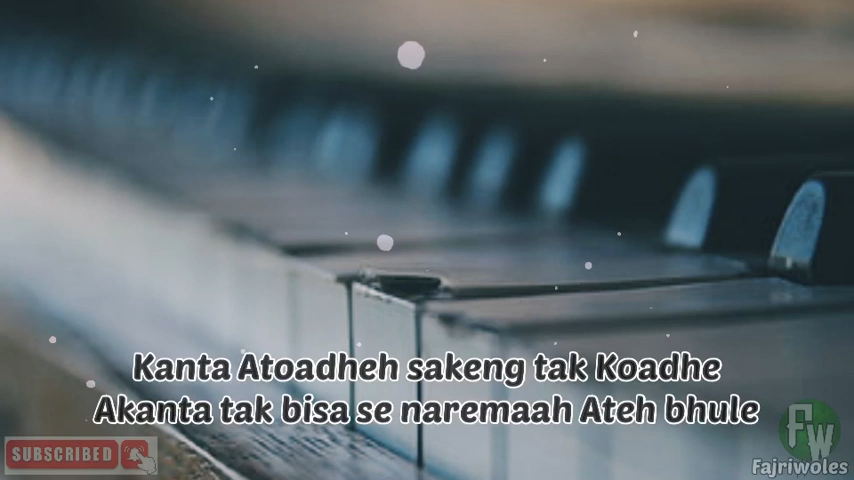 Kanta Atoadheh sakeng tak Koadhe
Akanta tak bisa se naremaah Ateh bhule
SUBSCRIBED
FW
Fajriwoles